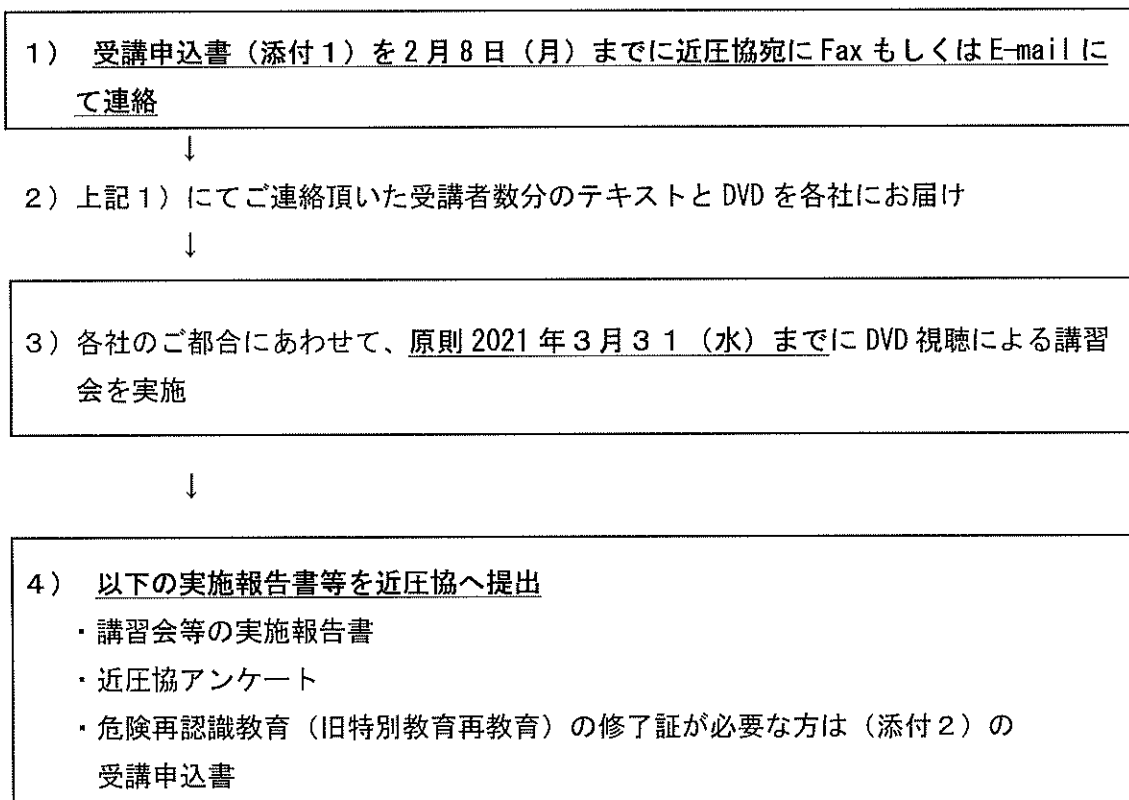 1） 受講申込書（添付1）を2月8日（月）までに近圧協宛にFaxもしくはE-mailに
て連絡
↓
2）上記1）にてご連絡頂いた受講者数分のテキストとDVDを各社にお届け
↓
3）各社のご都合にあわせて、原則2021年3月31（水）までにDVD視聴による講習
会を実施
↓
4） 以下の実施報告書等を近圧協へ提出
・講習会等の実施報告書
・近圧協アンケート
・危険再認識教育（旧特別教育再教育）の修了証が必要な方は（添付2）の
受講申込書